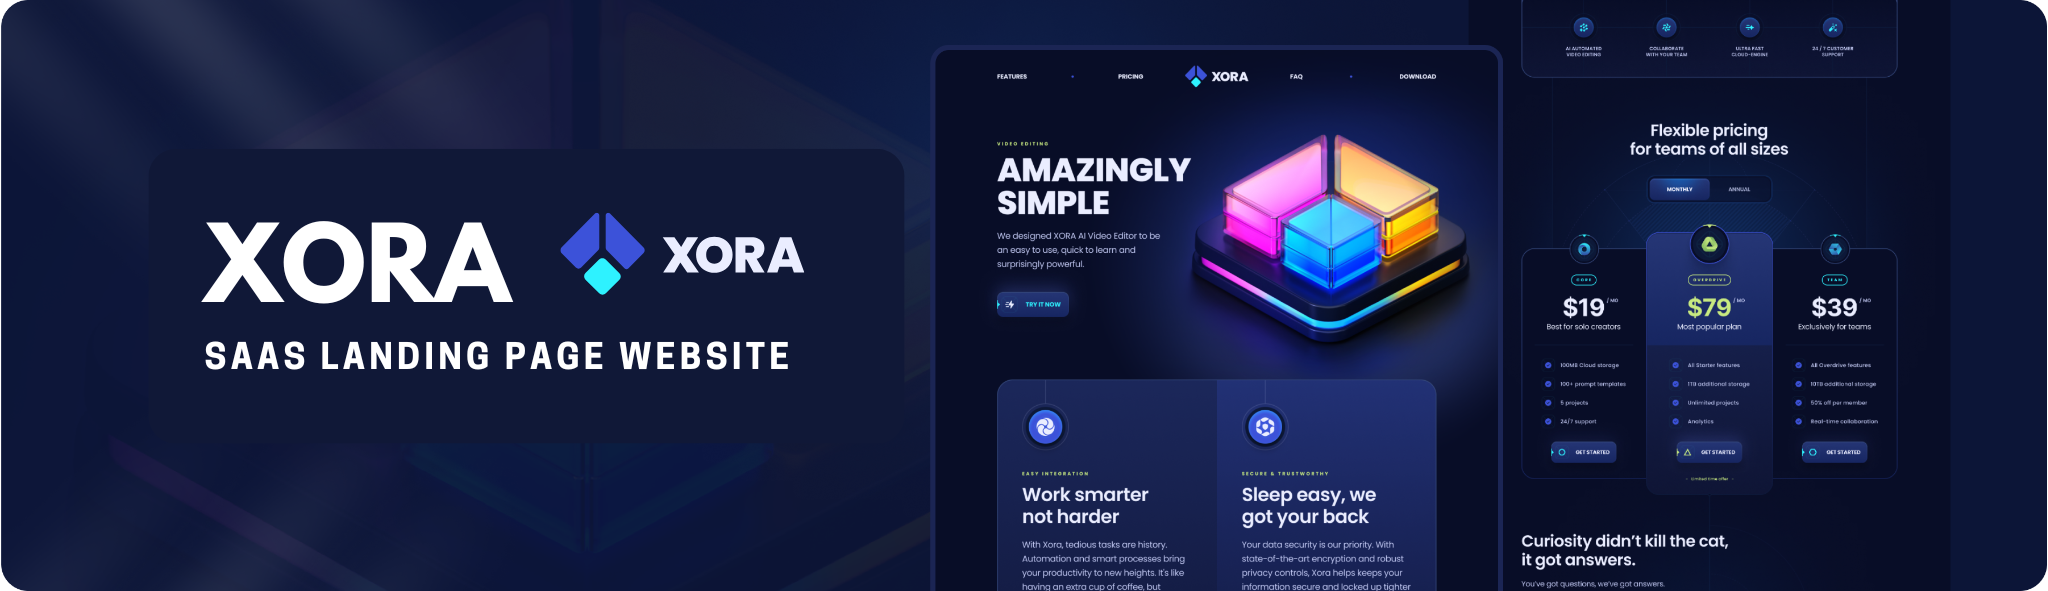 XORA
XORA
SAAS LANDING PAGE WEBSITE
FEATURES
PRICING
XORA
FAQ
DOWNLOAD
VIDEO EDITING
AMAZINGLY
SIMPLE
We designed XORA AI Video Editor to be
an easy to use, quick to learn and
surprisingly powerful.
TRY IT NOW
EASY INTEGRATION
Work smarter
not harder
With Xora, tedious tasks are history.
Automation and smart processes bring
your productivity to new heights. It's like
having an extra cup of coffee, but
SECURE & TRUSTWORTHY
Sleep easy, we
got your back
Your data security is our priority. With
state-of-the-art encryption and robust
privacy controls, Xora helps keeps your
information secure and locked up tighter
AI AUTOMATED
VIDEO EDITING
COLLABORATE
WITH YOUR TEAM
ULTRA FAST
CLOUD-ENGINE
24 / 7 CUSTOMER
SUPPORT
Flexible pricing
for teams of all sizes
MONTHLY
ANNUAL
CORE
$19 / MO
Best for solo creators
100MB Cloud storage
100+ prompt templates
5 projects
24/7 support
GET STARTED
OVERDRIVE
$79 / MO
Most popular plan
All Starter features
1TB additional storage
Unlimited projects
Analytics
GET STARTED
Limited time offer
TEAM
$39 / MO
Exclusively for teams
All Overdrive features
10TB additional storage
50% off per member
Real-time collaboration
GET STARTED
Curiosity didn't kill the cat,
it got answers.
You've got questions, we've got answers.